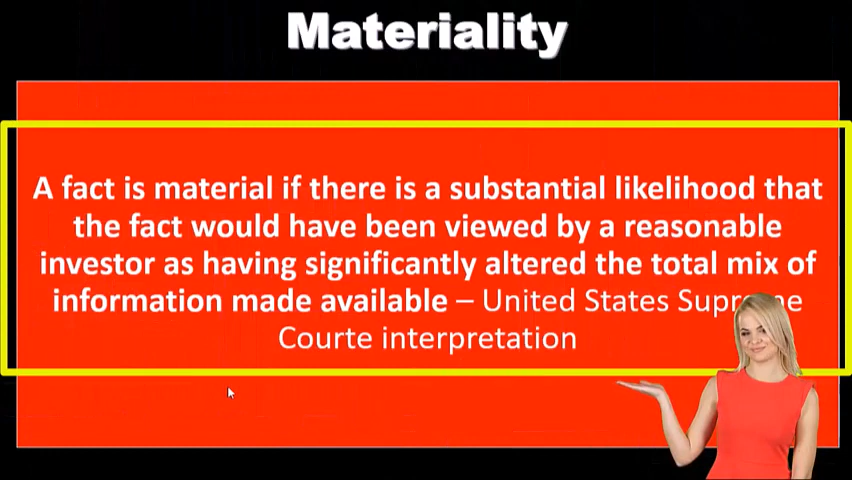 Materiality
A fact is material if there is a substantial likelihood that
the fact would have been viewed by a reasonable
investor as having significantly altered the total mix of
information made available – United States Supreme
Courte interpretation